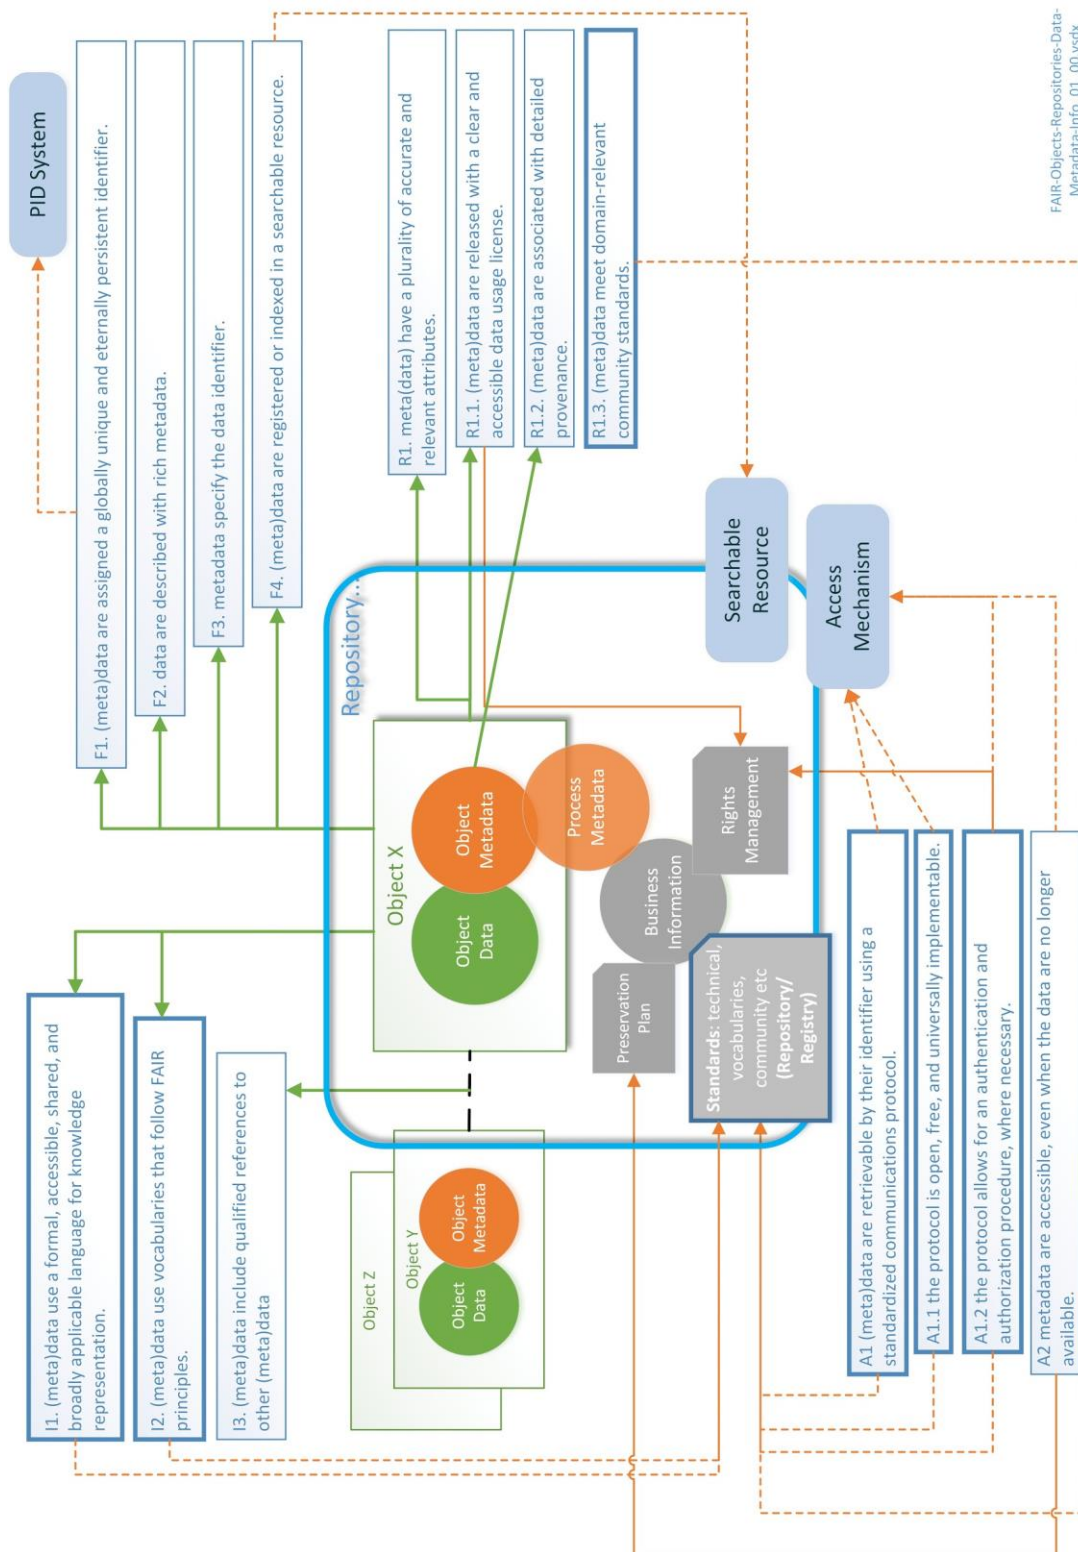 I1. (meta)data use a formal, accessible, shared, and
broadly applicable language for knowledge
representation.
I2. (meta)data use vocabularies that follow FAIR
principles.
I3. (meta)data include qualified references to
other (meta)data
PID System
F1. (meta)data are assigned a globally unique and eternally persistent identifier.
F2. data are described with rich metadata.
F3. metadata specify the data identifier.
F4. (meta)data are registered or indexed in a searchable resource.
Object Z
Object Y
Object
Data
Object
Metadata
Repository...
Object X
Object
Data
Object
Metadata
Process
Metadata
Business
Information
Preservation
Plan
Rights
Management
Standards: technical,
vocabularies,
community etc
(Repository/
Registry)
R1. meta(data) have a plurality of accurate and
relevant attributes.
R1.1. (meta)data are released with a clear and
accessible data usage license.
R1.2. (meta)data are associated with detailed
provenance.
R1.3. (meta)data meet domain-relevant
community standards.
Searchable
Resource
Access
Mechanism
A1 (meta)data are retrievable by their identifier using a
standardized communications protocol.
A1.1 the protocol is open, free, and universally implementable.
A1.2 the protocol allows for an authentication and
authorization procedure, where necessary.
A2 metadata are accessible, even when the data are no longer
available.
FAIR-Objects-Repositories-Data-
Metadata-Info_01_00.vsdx